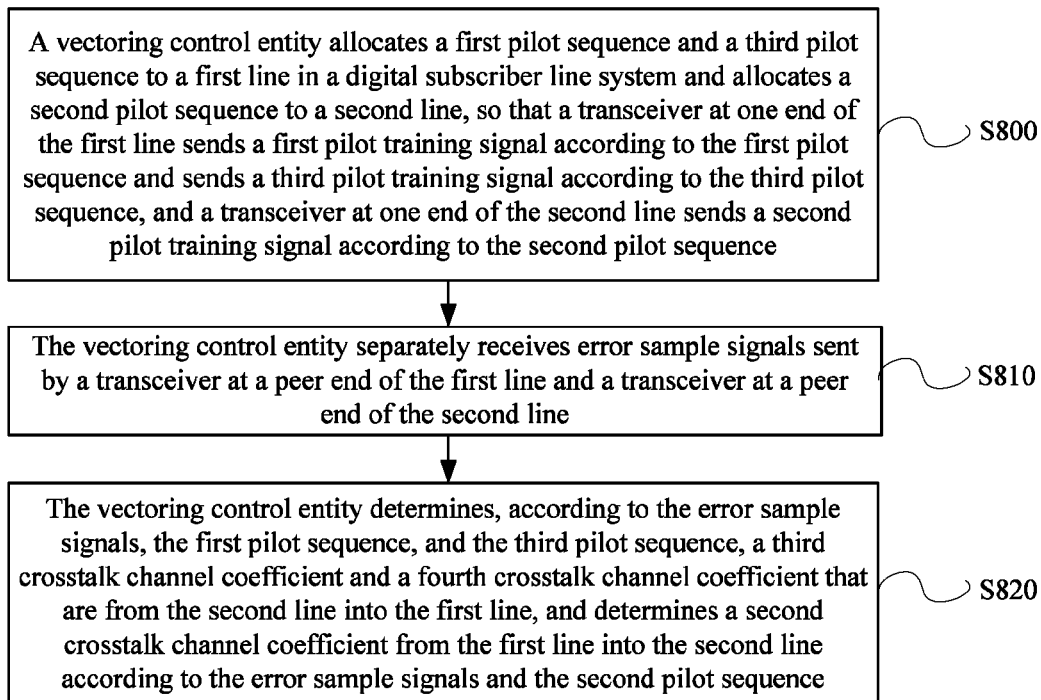 A vectoring control entity allocates a first pilot sequence and a third pilot
sequence to a first line in a digital subscriber line system and allocates a
second pilot sequence to a second line, so that a transceiver at one end of
the first line sends a first pilot training signal according to the first pilot
sequence and sends a third pilot training signal according to the third pilot
sequence, and a transceiver at one end of the second line sends a second
pilot training signal according to the second pilot sequence
S800
The vectoring control entity separately receives error sample signals sent
by a transceiver at a peer end of the first line and a transceiver at a peer
end of the second line
S810
The vectoring control entity determines, according to the error sample
signals, the first pilot sequence, and the third pilot sequence, a third
crosstalk channel coefficient and a fourth crosstalk channel coefficient that
are from the second line into the first line, and determines a second
crosstalk channel coefficient from the first line into the second line
according to the error sample signals and the second pilot sequence
S820